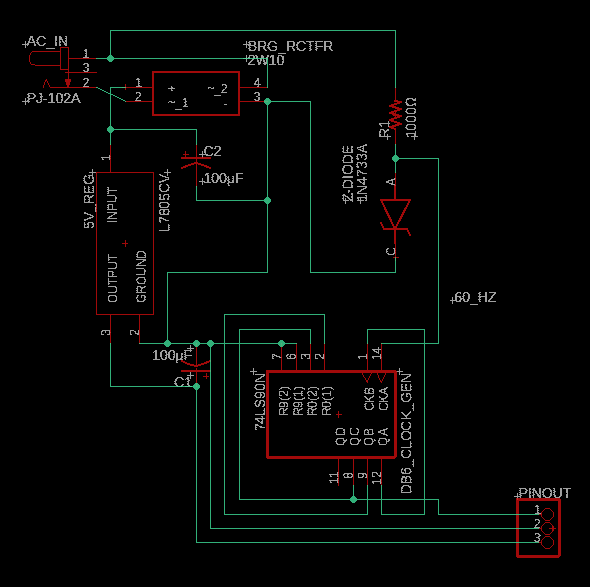 AC_IN
1
3
2
PJ-102A
BRG_RCTFR
2W10
+
~_1
~_2
-
1
2
4
3
R1
1000Ω
C2
100µF
5V_REG
L7805CV
1
INPUT
OUTPUT
GROUND
3
2
Z-DIODE
1N4733A
A
C
60_HZ
100µF
C1
7
6
3
2
1
14
74LS90N
R9(2)
R9(1)
R0(2)
R0(1)
CKB
CKA
QD
QC
QB
QA
DB6_CLOCK_GEN
11
8
9
12
PINOUT
1
2
3